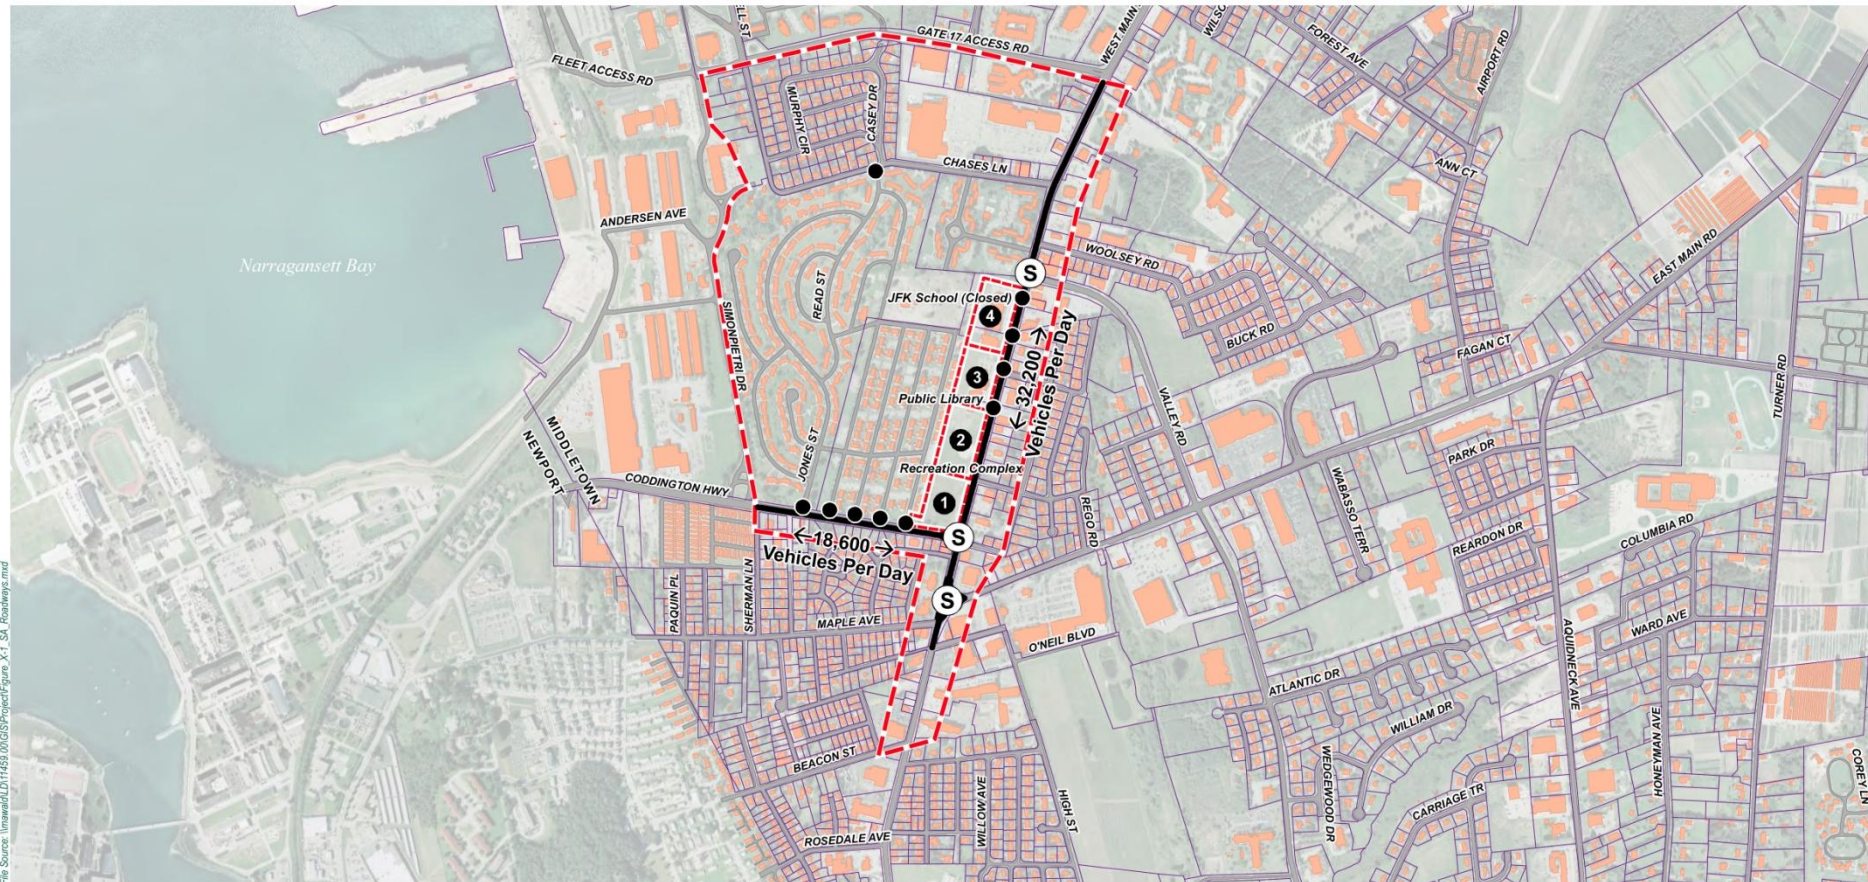 GATE 17 ACCESS RD
WEST MAIN
FOREST AVE
AIRPORT RD
FLEET ACCESS RD
MURPHY CIR
CASEY DR
CHASES LN
ANN CT
ANDERSEN AVE
Narragansett Bay
WOOLSEY RD
EAST MAIN RD
S
READ ST
JFK School (Closed)
4
SIMONPIETRI DR
BUCK RD
FAGAN CT
32,200
Vehicles Per Day
3
Public Library
VALLEY RD
TURNER RD
2
Recreation Complex
JONES ST
PARK DR
MIDDLETOWN
NEWPORT
CODDINGTON HWY
1
REGO RD
WABASSO TERR
COLUMBIA RD
REARDON DR
S
18,600
Vehicles Per Day
PAQUIN PL
SHERMAN LN
S
MAPLE AVE
O'NEIL BLVD
WARD AVE
AQUIDNECK AVE
ATLANTIC DR
WILLIAM DR
BEACON ST
WEDGEWOOD DR
HONEYMAN AVE
COREY LN
WILLOW AVE
HIGH ST
CARRIAGE TR
ROSEDALE AVE